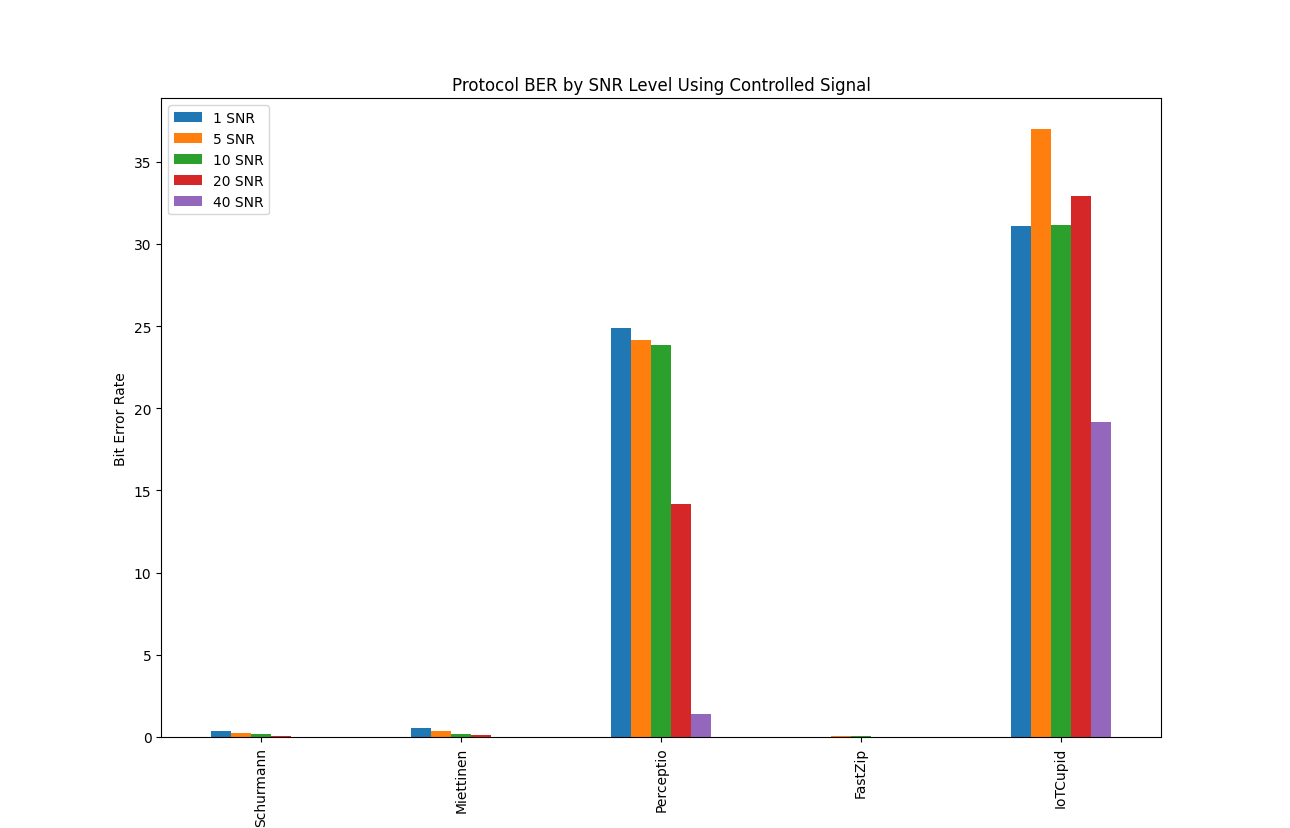 Protocol BER by SNR Level Using Controlled Signal
1 SNR
5 SNR
10 SNR
20 SNR
40 SNR
35
30
25
20
15
10
5
0
Bit Error Rate
Schurmann
Miettinen
Perceptio
FastZip
IoTCupid